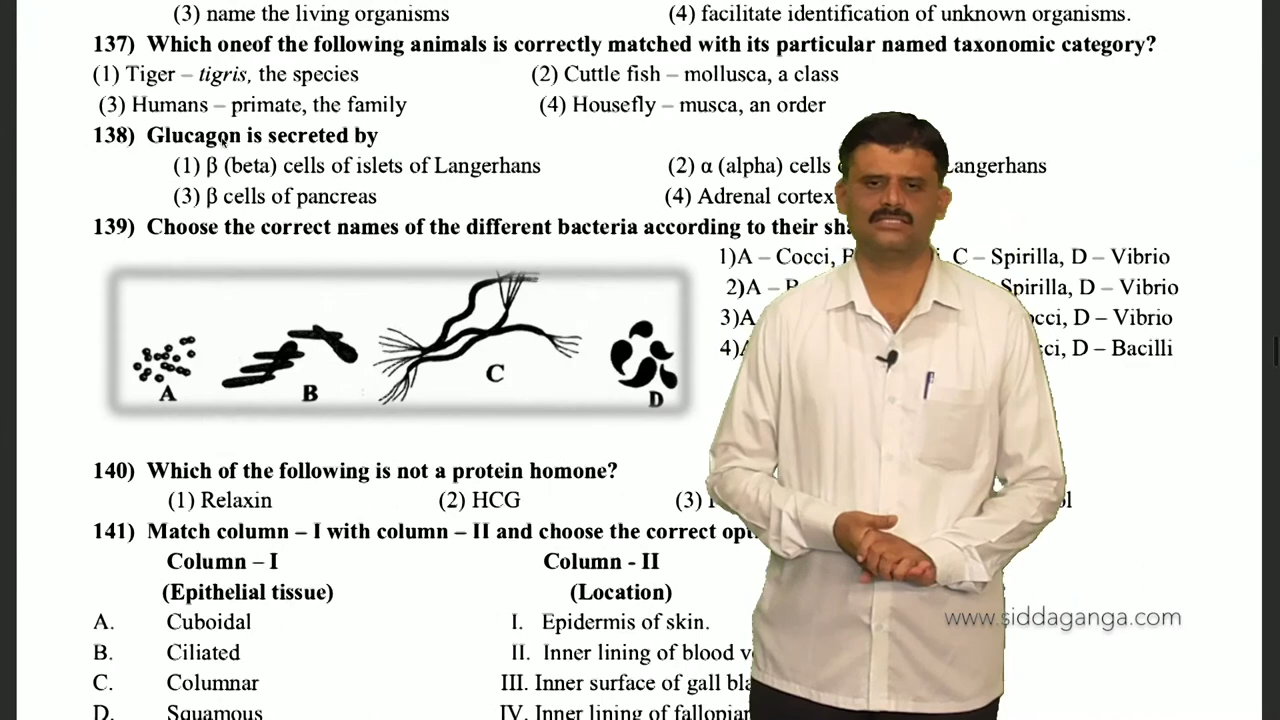 (3) name the living organisms (4) facilitate identification of unknown organisms.
137) Which oneof the following animals is correctly matched with its particular named taxonomic category?
(1) Tiger – tigris, the species (2) Cuttle fish – mollusca, a class
(3) Humans – primate, the family (4) Housefly – musca, an order
138) Glucagon is secreted by
(1) β (beta) cells of islets of Langerhans (2) α (alpha) cells
(3) β cells of pancreas (4) Adrenal cortex
139) Choose the correct names of the different bacteria according to their
1)A – Cocci, C – Spirilla, D – Vibrio
2)A – Spirilla, D – Vibrio
3)A D – Vibrio
D – Bacilli
A B C D
140) Which of the following is not a protein homone?
(1) Relaxin (2) HCG (3)
141) Match column – I with column – II and choose the correct
Column – I Column - II
(Epithelial tissue) (Location)
A. Cuboidal I. Epidermis of skin.
B. Ciliated II. Inner lining of blood
www.siddaganga.com
C. Columnar III. Inner surface of gall
D. Squamous IV. Inner lining of